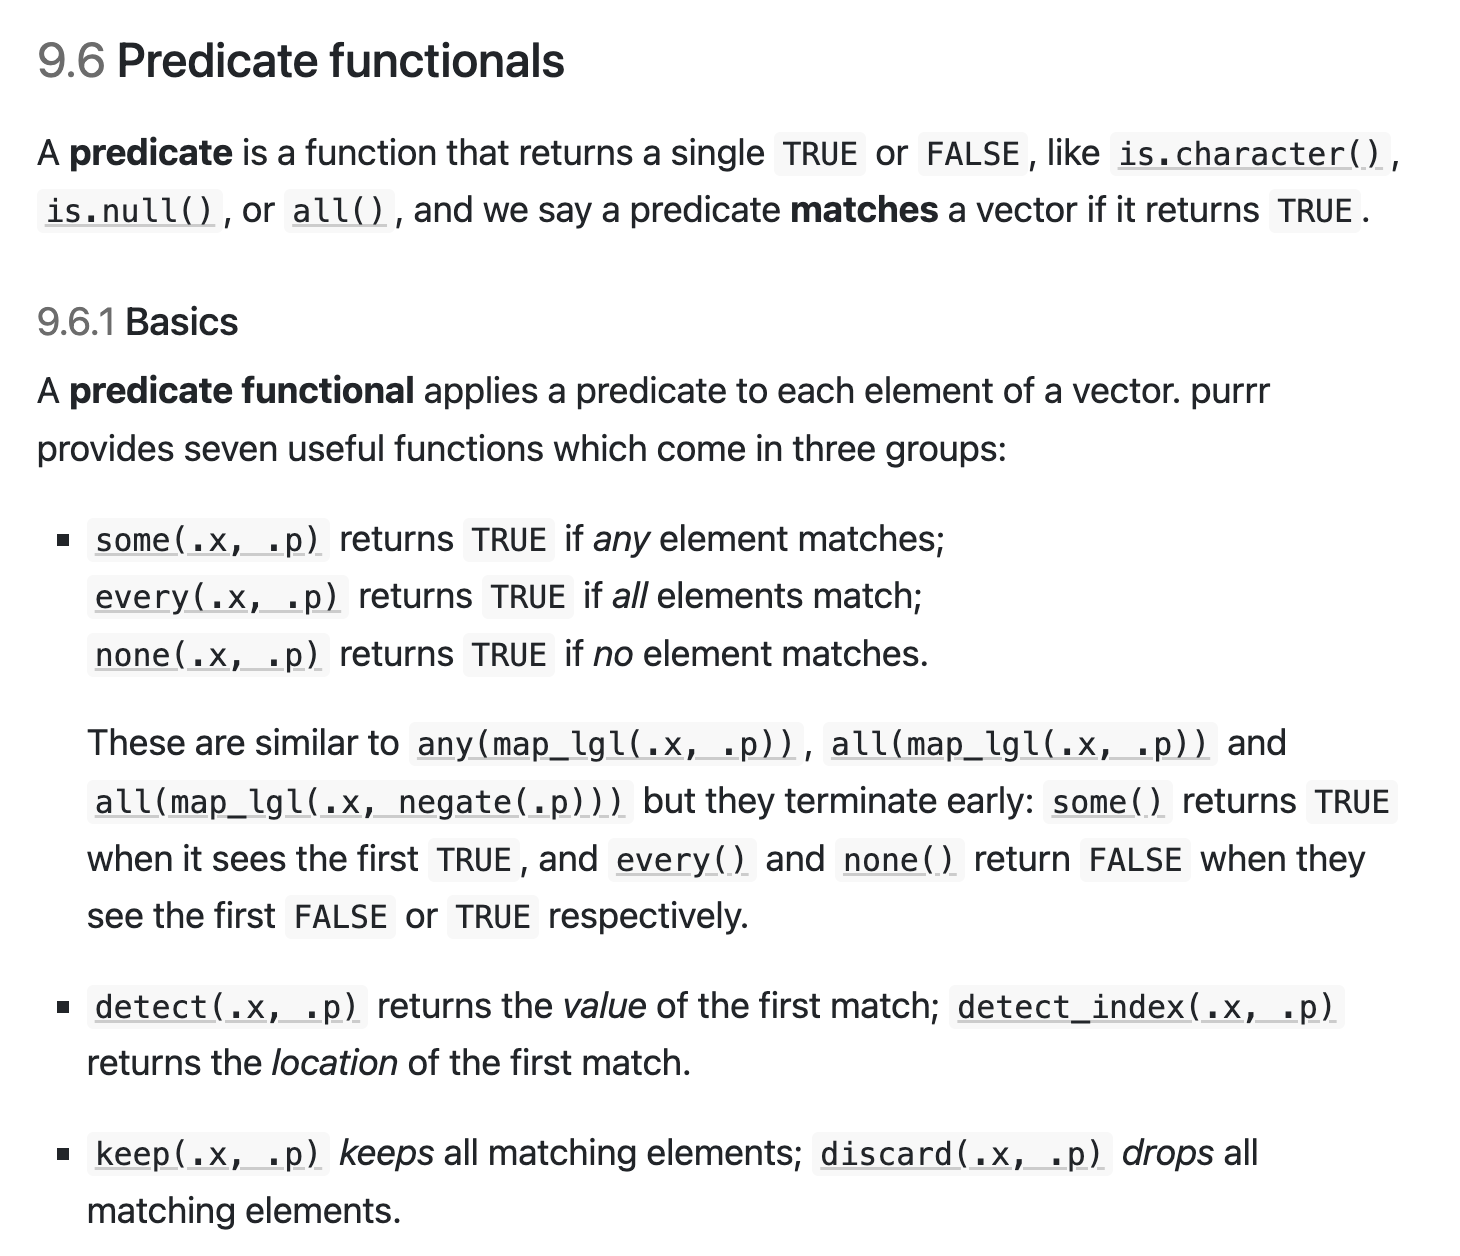 9.6 Predicate functionals
A predicate is a function that returns a single TRUE or FALSE, like is.character(),
is.null(), or all(), and we say a predicate matches a vector if it returns TRUE.
9.6.1 Basics
A predicate functional applies a predicate to each element of a vector. purrr
provides seven useful functions which come in three groups:
▪ some(.x, .p) returns TRUE if any element matches;
every(.x, .p) returns TRUE if all elements match;
none(.x, .p) returns TRUE if no element matches.
These are similar to any(map_lgl(.x, .p)), all(map_lgl(.x, .p)) and
all(map_lgl(.x, negate(.p))) but they terminate early: some() returns TRUE
when it sees the first TRUE, and every() and none() return FALSE when they
see the first FALSE or TRUE respectively.
▪ detect(.x, .p) returns the value of the first match; detect_index(.x, .p)
returns the location of the first match.
▪ keep(.x, .p) keeps all matching elements; discard(.x, .p) drops all
matching elements.